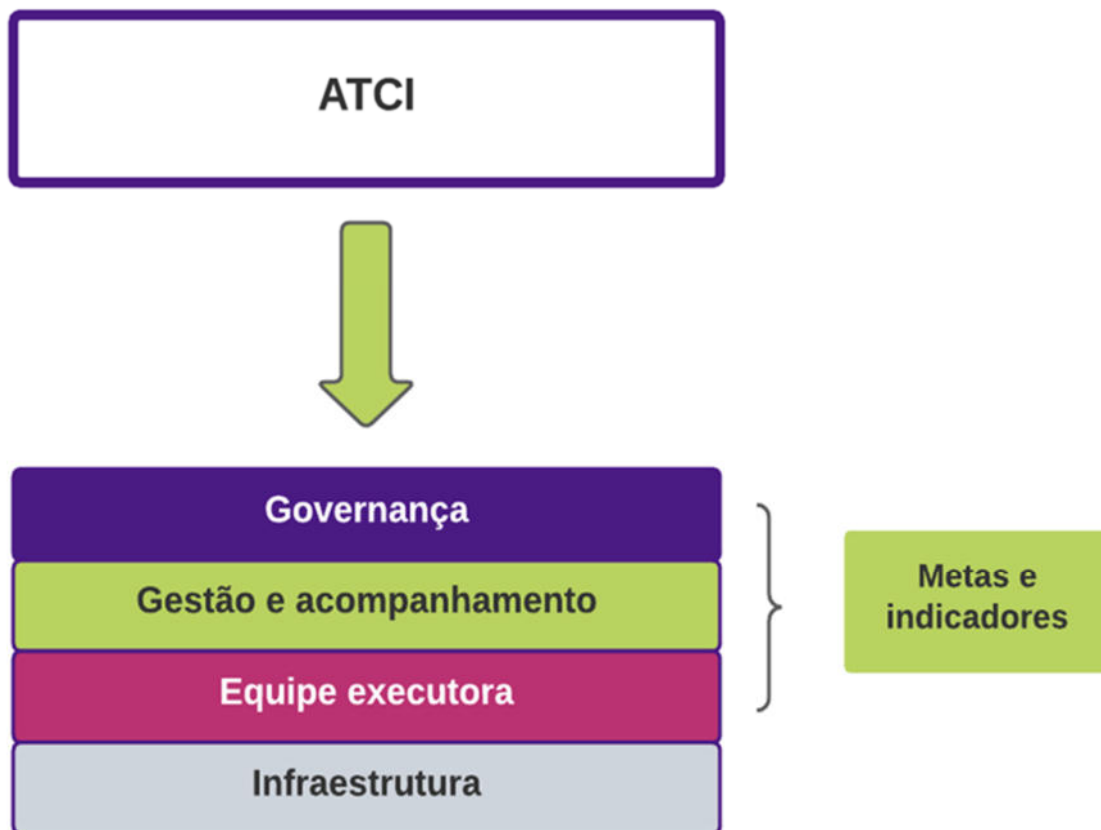 ATCI
Governança
Gestão e acompanhamento
Equipe executora
Infraestrutura
Metas e
indicadores